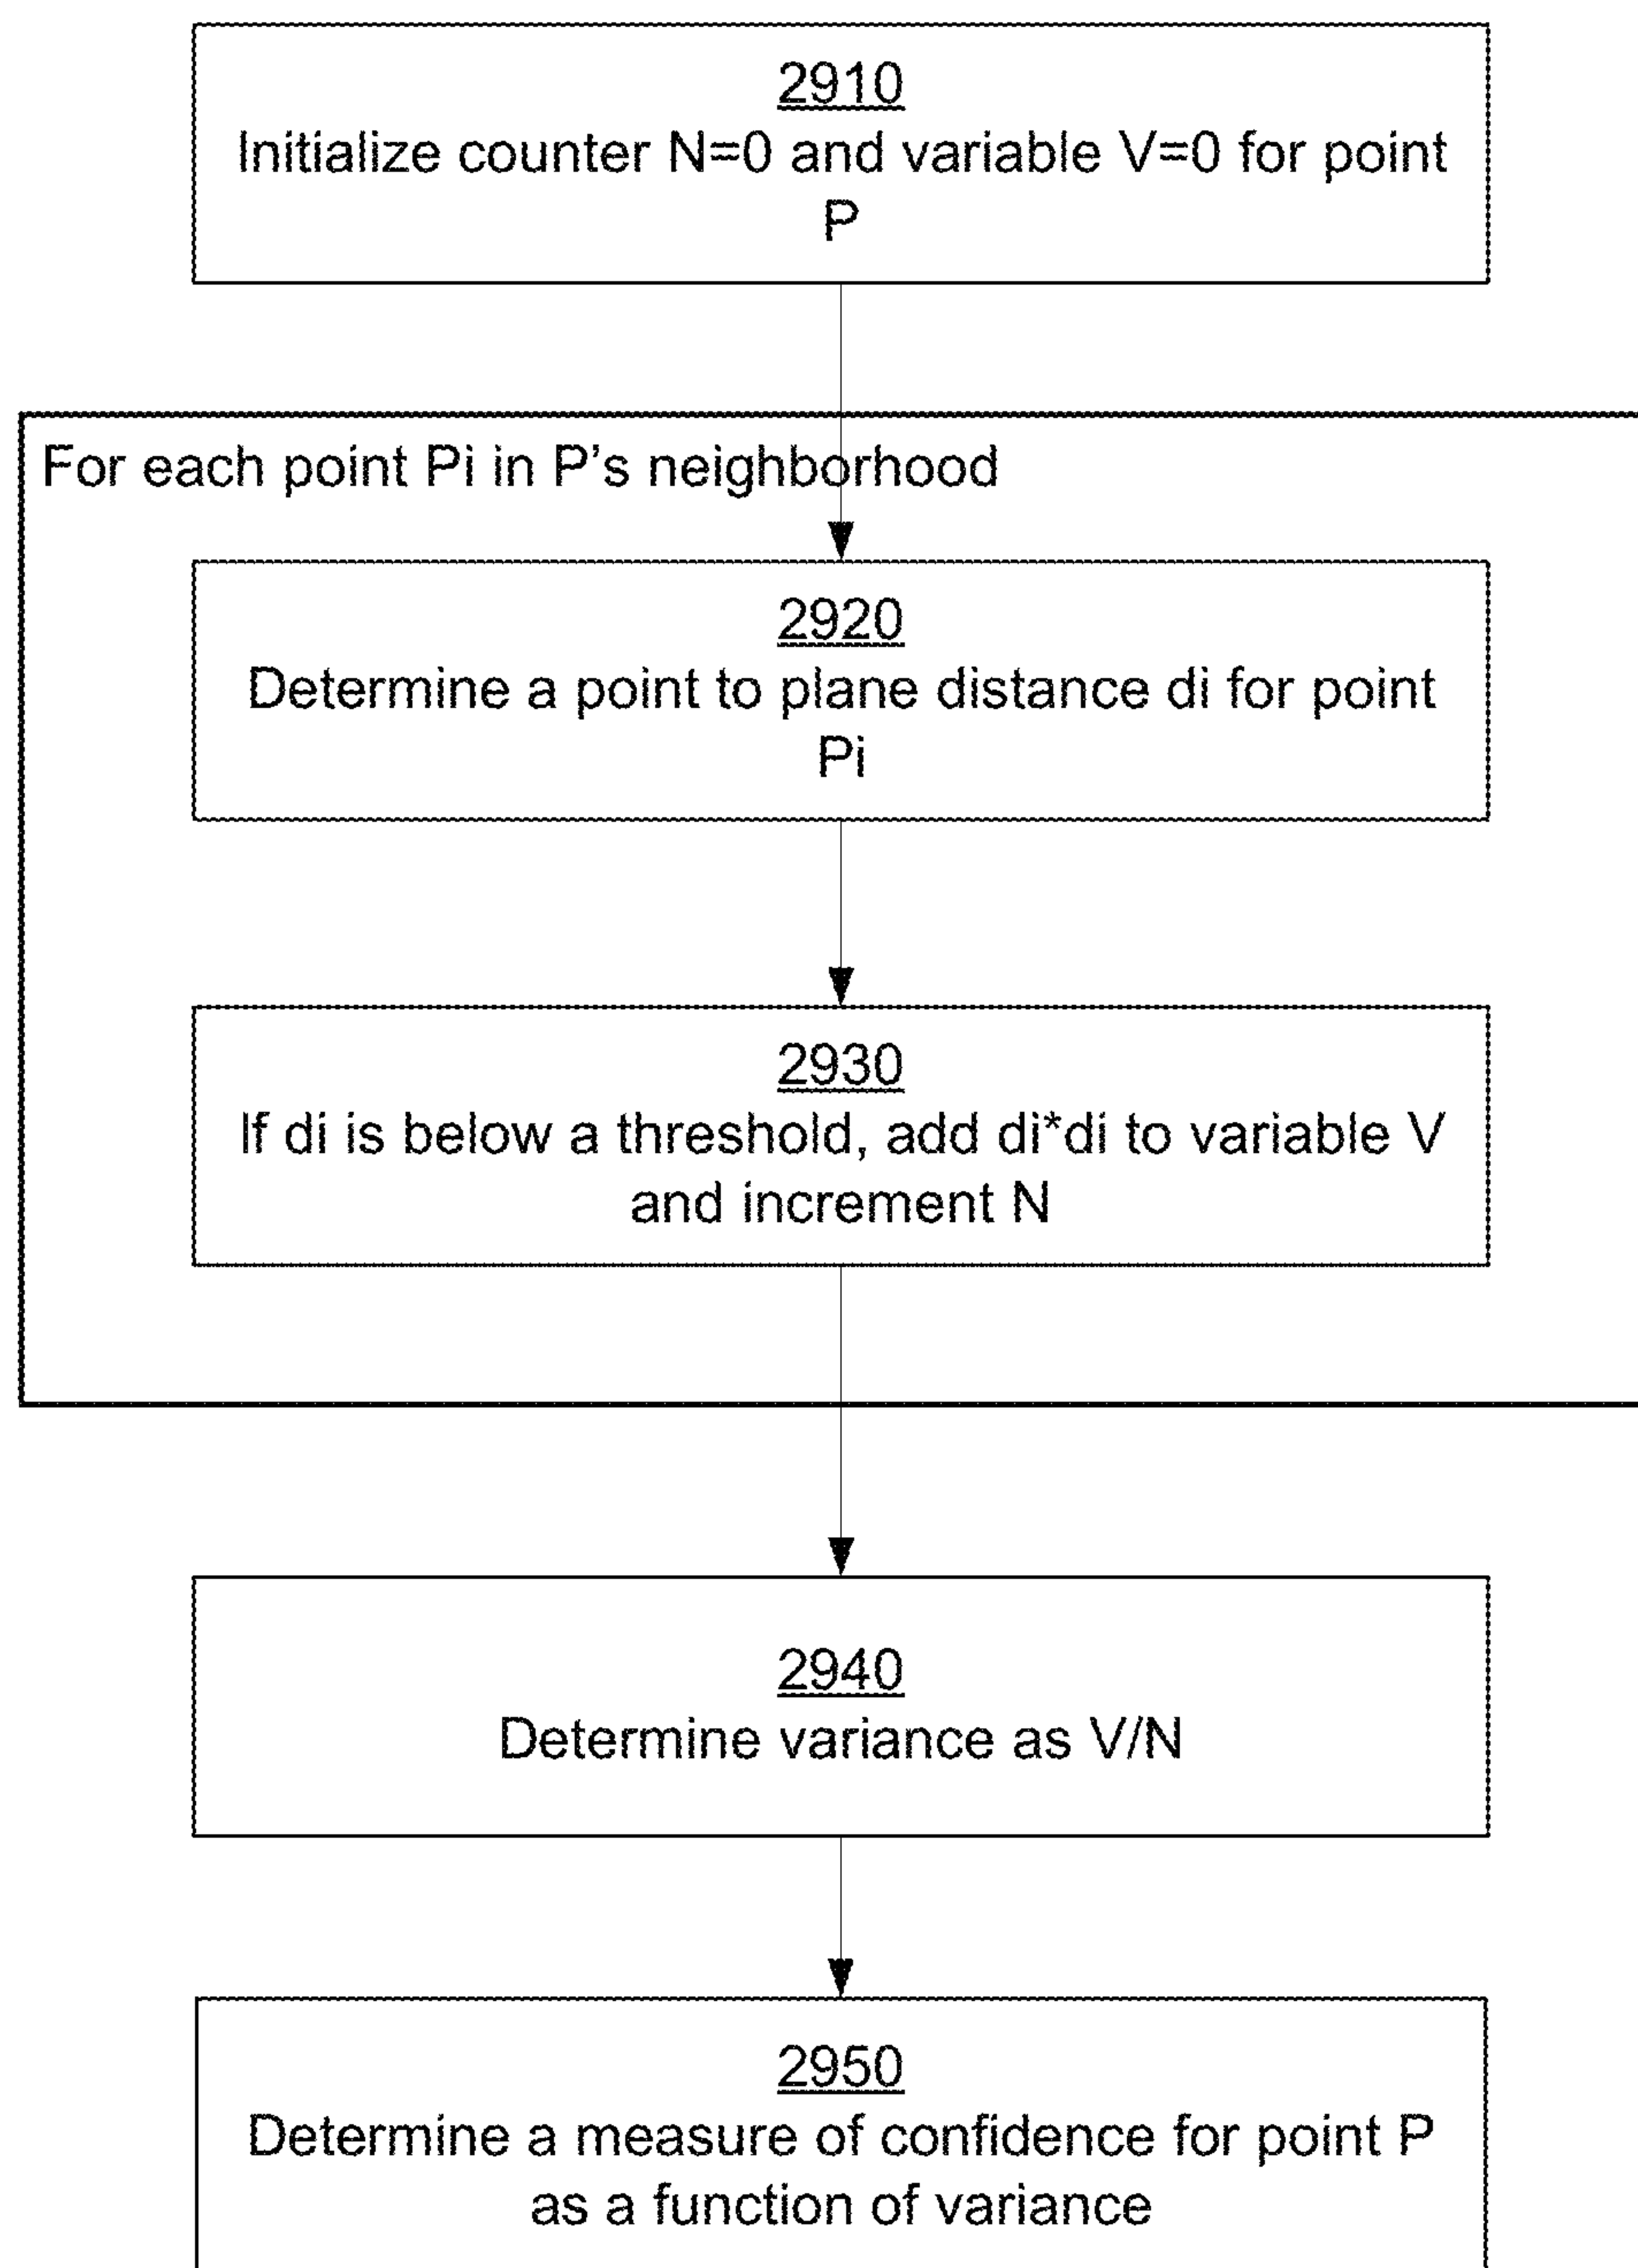 2910
Initialize counter N=0 and variable V=0 for point
P
For each point Pi in P's neighborhood
2920
Determine a point to plane distance di for point
Pi
2930
If di is below a threshold, add di*di to variable V
and increment N
2940
Determine variance as V/N
2950
Determine a measure of confidence for point P
as a function of variance